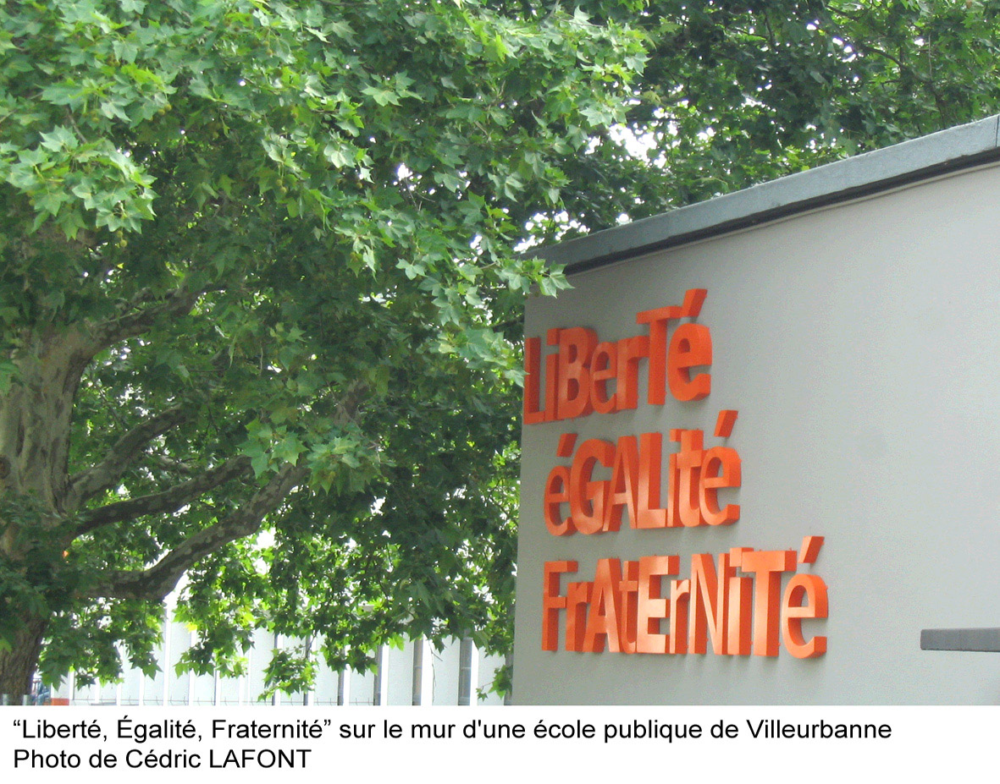 LiBerTé
éGALité
FrAtErNiTé
“Liberté, Égalité, Fraternité” sur le mur d'une école publique de Villeurbanne
Photo de Cédric LAFONT